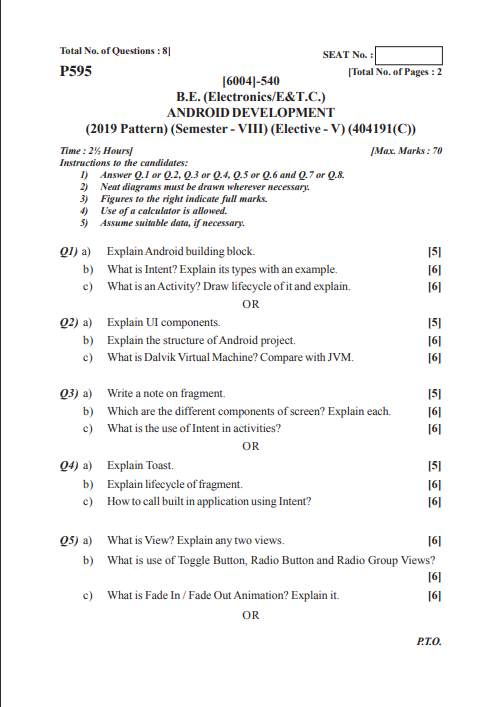 Total No. of Questions : 8]
SEAT No. :
P595
[Total No. of Pages : 2
[6004]-540
B.E. (Electronics/E&T.C.)
ANDROID DEVELOPMENT
(2019 Pattern) (Semester - VIII) (Elective - V) (404191(C))
Time : 2½ Hours]
[Max. Marks : 70
Instructions to the candidates:
1) Answer Q.1 or Q.2, Q.3 or Q.4, Q.5 or Q.6 and Q.7 or Q.8.
2) Neat diagrams must be drawn wherever necessary.
3) Figures to the right indicate full marks.
4) Use of a calculator is allowed.
5) Assume suitable data, if necessary.
Q1) a) Explain Android building block. [5]
b) What is Intent? Explain its types with an example. [6]
c) What is an Activity? Draw lifecycle of it and explain. [6]
OR
Q2) a) Explain UI components. [5]
b) Explain the structure of Android project. [6]
c) What is Dalvik Virtual Machine? Compare with JVM. [6]
Q3) a) Write a note on fragment. [5]
b) Which are the different components of screen? Explain each. [6]
c) What is the use of Intent in activities? [6]
OR
Q4) a) Explain Toast. [5]
b) Explain lifecycle of fragment. [6]
c) How to call built in application using Intent? [6]
Q5) a) What is View? Explain any two views. [6]
b) What is use of Toggle Button, Radio Button and Radio Group Views?
[6]
c) What is Fade In / Fade Out Animation? Explain it. [6]
OR
P.T.O.